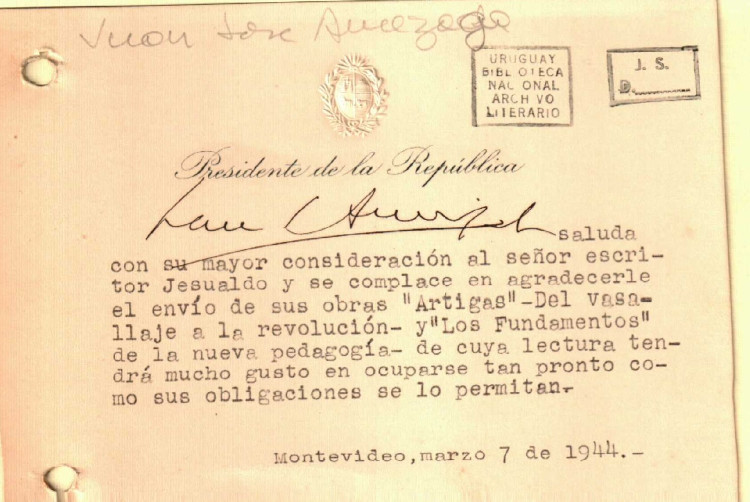 Juan Jose Amezaga
URUGUAY
BIBLIOTECA
NACIONAL
ARCHIVO
LITERARIO
J. S.
D.
Presidente de la República
saluda
con su mayor consideración al señor escri-
tor Jesualdo y se complace en agradecerle
el envío de sus obras "Artigas"-Del vasa-
llaje a la revolución- y"Los Fundamentos"
de la nueva pedagogía- de cuya lectura ten-
drá mucho gusto en ocuparse tan pronto co-
mo sus obligaciones se lo permitan-
Montevideo,marzo 7 de 1944.-